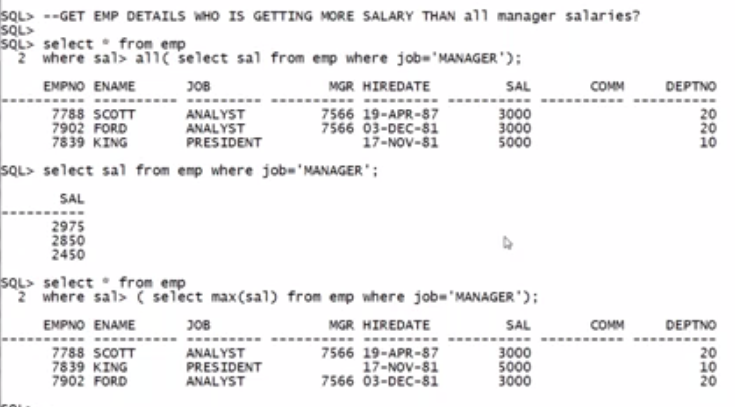 SQL> --GET EMP DETAILS WHO IS GETTING MORE SALARY THAN all manager salaries?
SQL>
SQL> select * from emp
  2  where sal> all( select sal from emp where job='MANAGER');
EMPNO ENAME JOB MGR HIREDATE SAL COMM DEPTNO
---------- ---------- --------- ---------- --------- ---------- ---------- ----------
7788 SCOTT ANALYST 7566 19-APR-87 3000 20
7902 FORD ANALYST 7566 03-DEC-81 3000 20
7839 KING PRESIDENT 17-NOV-81 5000 10
SQL> select sal from emp where job='MANAGER';
SAL
----------
2975
2850
2450
SQL> select * from emp
  2  where sal> ( select max(sal) from emp where job='MANAGER');
EMPNO ENAME JOB MGR HIREDATE SAL COMM DEPTNO
---------- ---------- --------- ---------- --------- ---------- ---------- ----------
7788 SCOTT ANALYST 7566 19-APR-87 3000 20
7839 KING PRESIDENT 17-NOV-81 5000 10
7902 FORD ANALYST 7566 03-DEC-81 3000 20